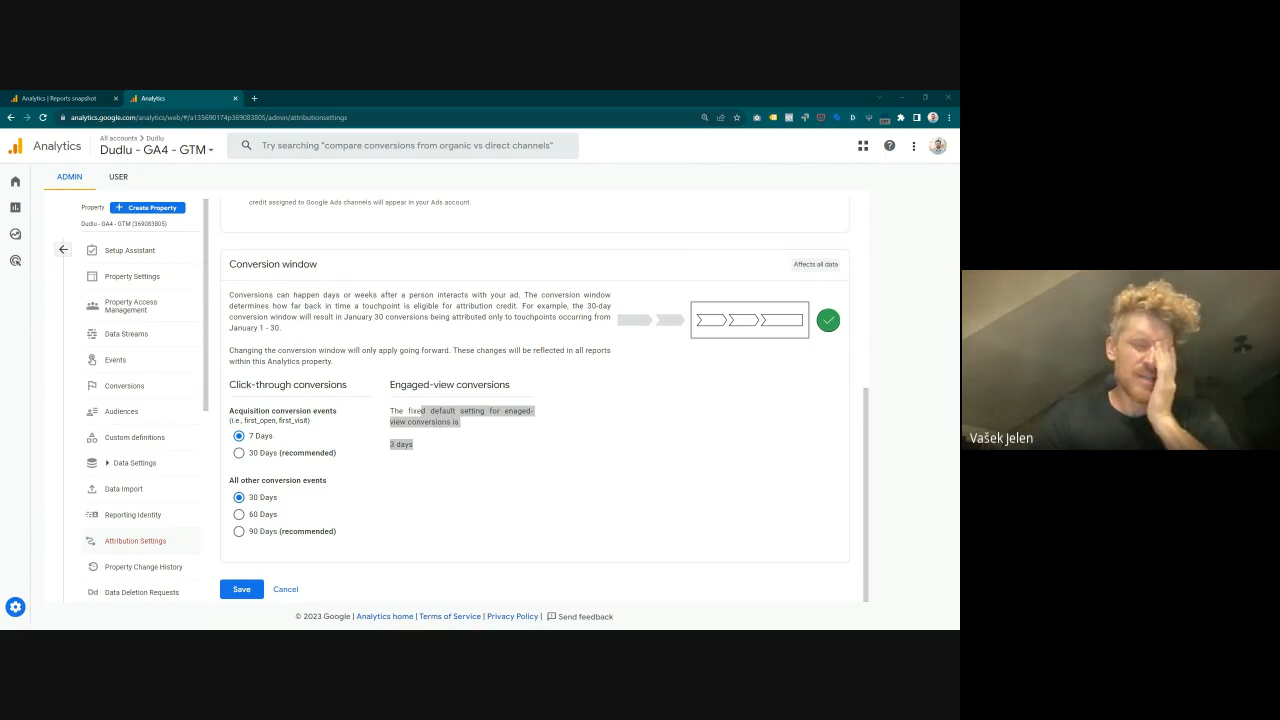 Analytics | Reports snapshot
Analytics
analytics.google.com/analytics/web/#/a135690174p369083805/admin/attributionsettings
Analytics
All accounts > Dudlu
Dudlu - GA4 - GTM
Try searching "compare conversions from organic vs direct channels"
ADMIN
USER
Property
Create Property
Dudlu - GA4 - GTM (369083805)
Setup Assistant
Property Settings
Property Access
Management
Data Streams
Events
Conversions
Audiences
Custom definitions
Data Settings
Data Import
Reporting Identity
Attribution Settings
Property Change History
Dd
Data Deletion Requests
credit assigned to Google Ads channels will appear in your Ads account.
Conversion window
Affects all data
Conversions can happen days or weeks after a person interacts with your ad. The conversion window
determines how far back in time a touchpoint is eligible for attribution credit. For example, the 30-day
conversion window will result in January 30 conversions being attributed only to touchpoints occurring from
January 1 - 30.
Changing the conversion window will only apply going forward. These changes will be reflected in all reports
within this Analytics property.
Click-through conversions
Acquisition conversion events
(i.e., first_open, first_visit)
7 Days
30 Days (recommended)
All other conversion events
30 Days
60 Days
90 Days (recommended)
Engaged-view conversions
The fixed default setting for enaged-
view conversions is
3 days
Save
Cancel
© 2023 Google | Analytics home | Terms of Service | Privacy Policy | Send feedback
Vašek Jelen